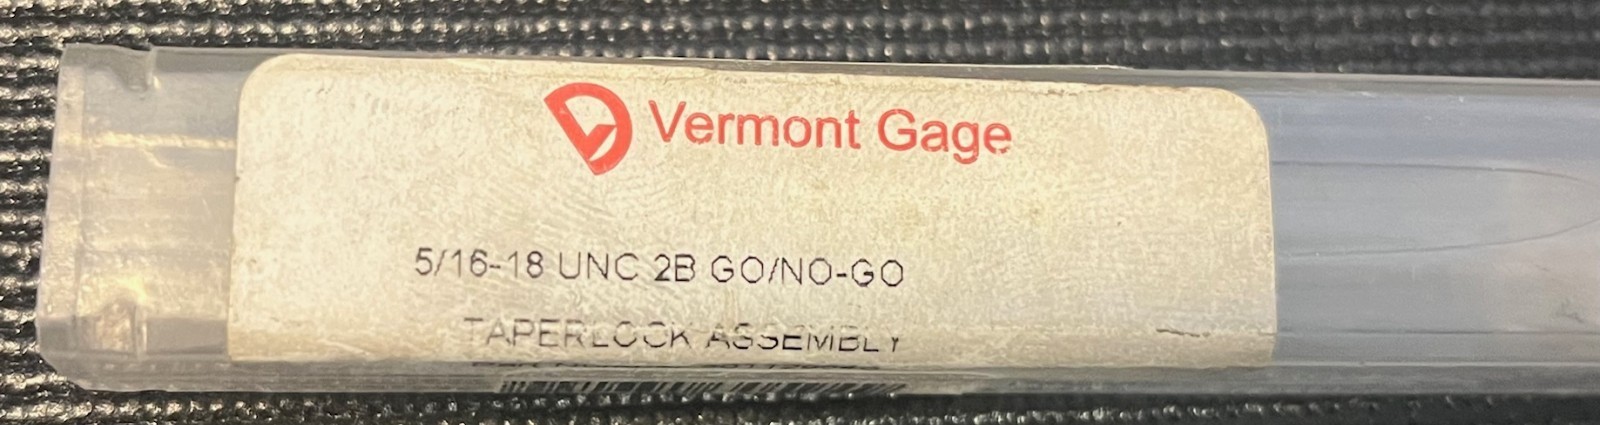 Vermont Gage
5/16-18 UNC 2B GO/NO-GO
TAPERLOCK ASSEMBLY